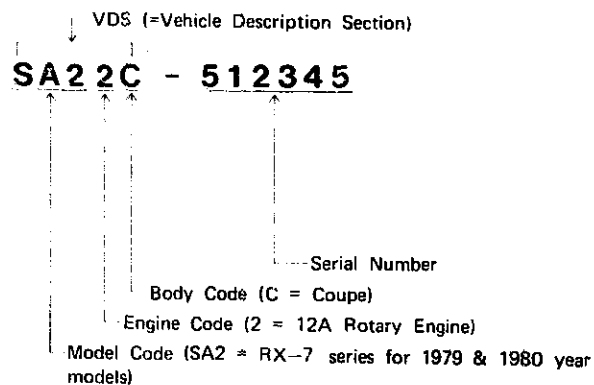 VDS (=Vehicle Description Section)
SA22C - 512345
Serial Number
Body Code (C = Coupe)
Engine Code (2 = 12A Rotary Engine)
Model Code (SA2 = RX-7 series for 1979 & 1980 year
models)